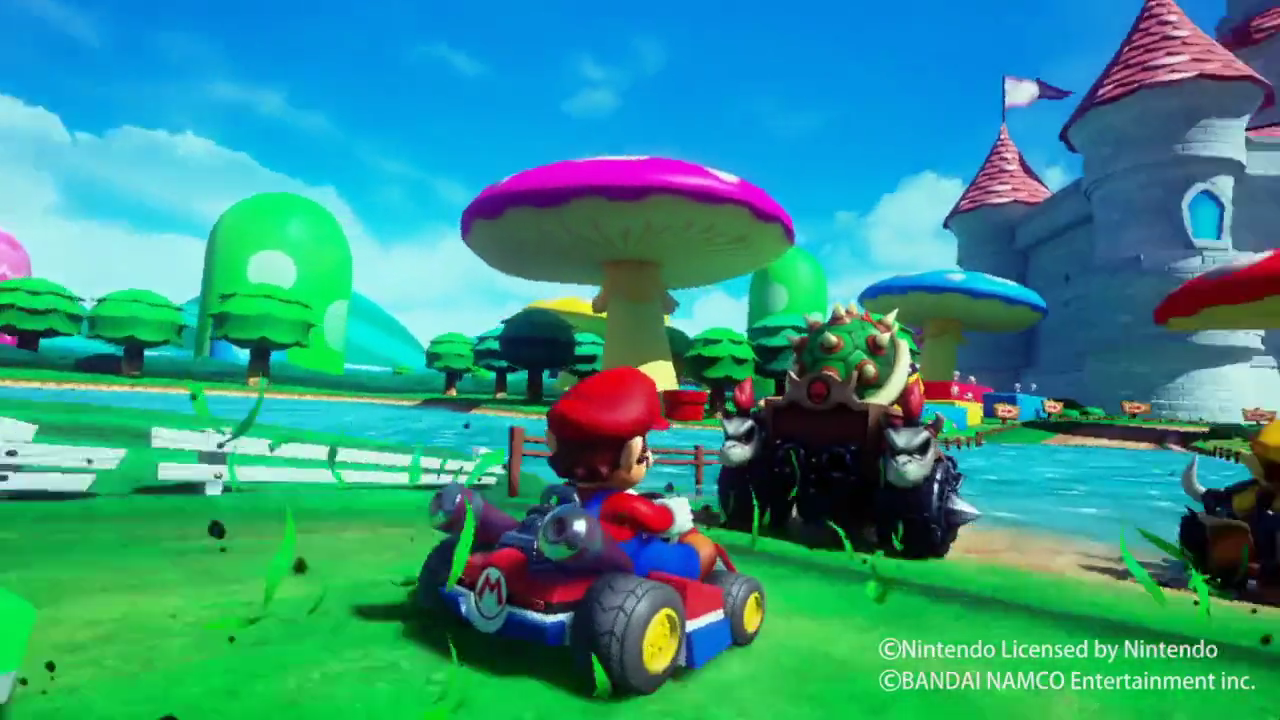 M
©Nintendo Licensed by Nintendo
©BANDAI NAMCO Entertainment inc.